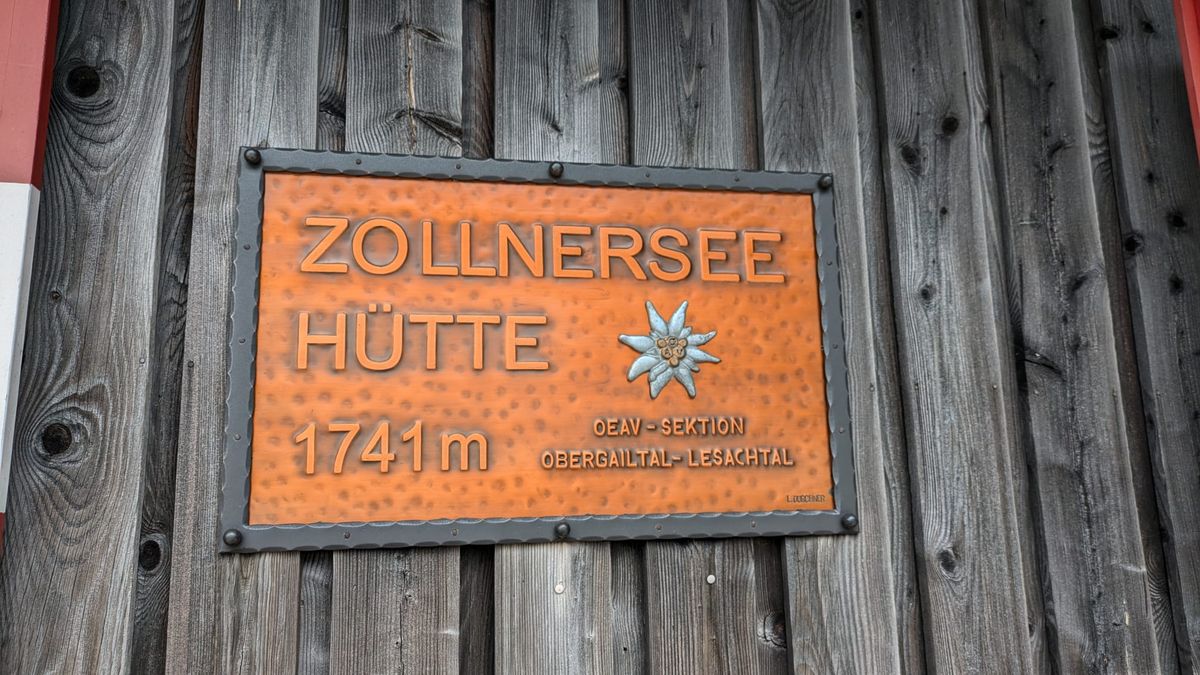 ZOLLNERSEE
HÜTTE
1741 m
OEAV - SEKTION
OBERGAILTAL - LESACHTAL